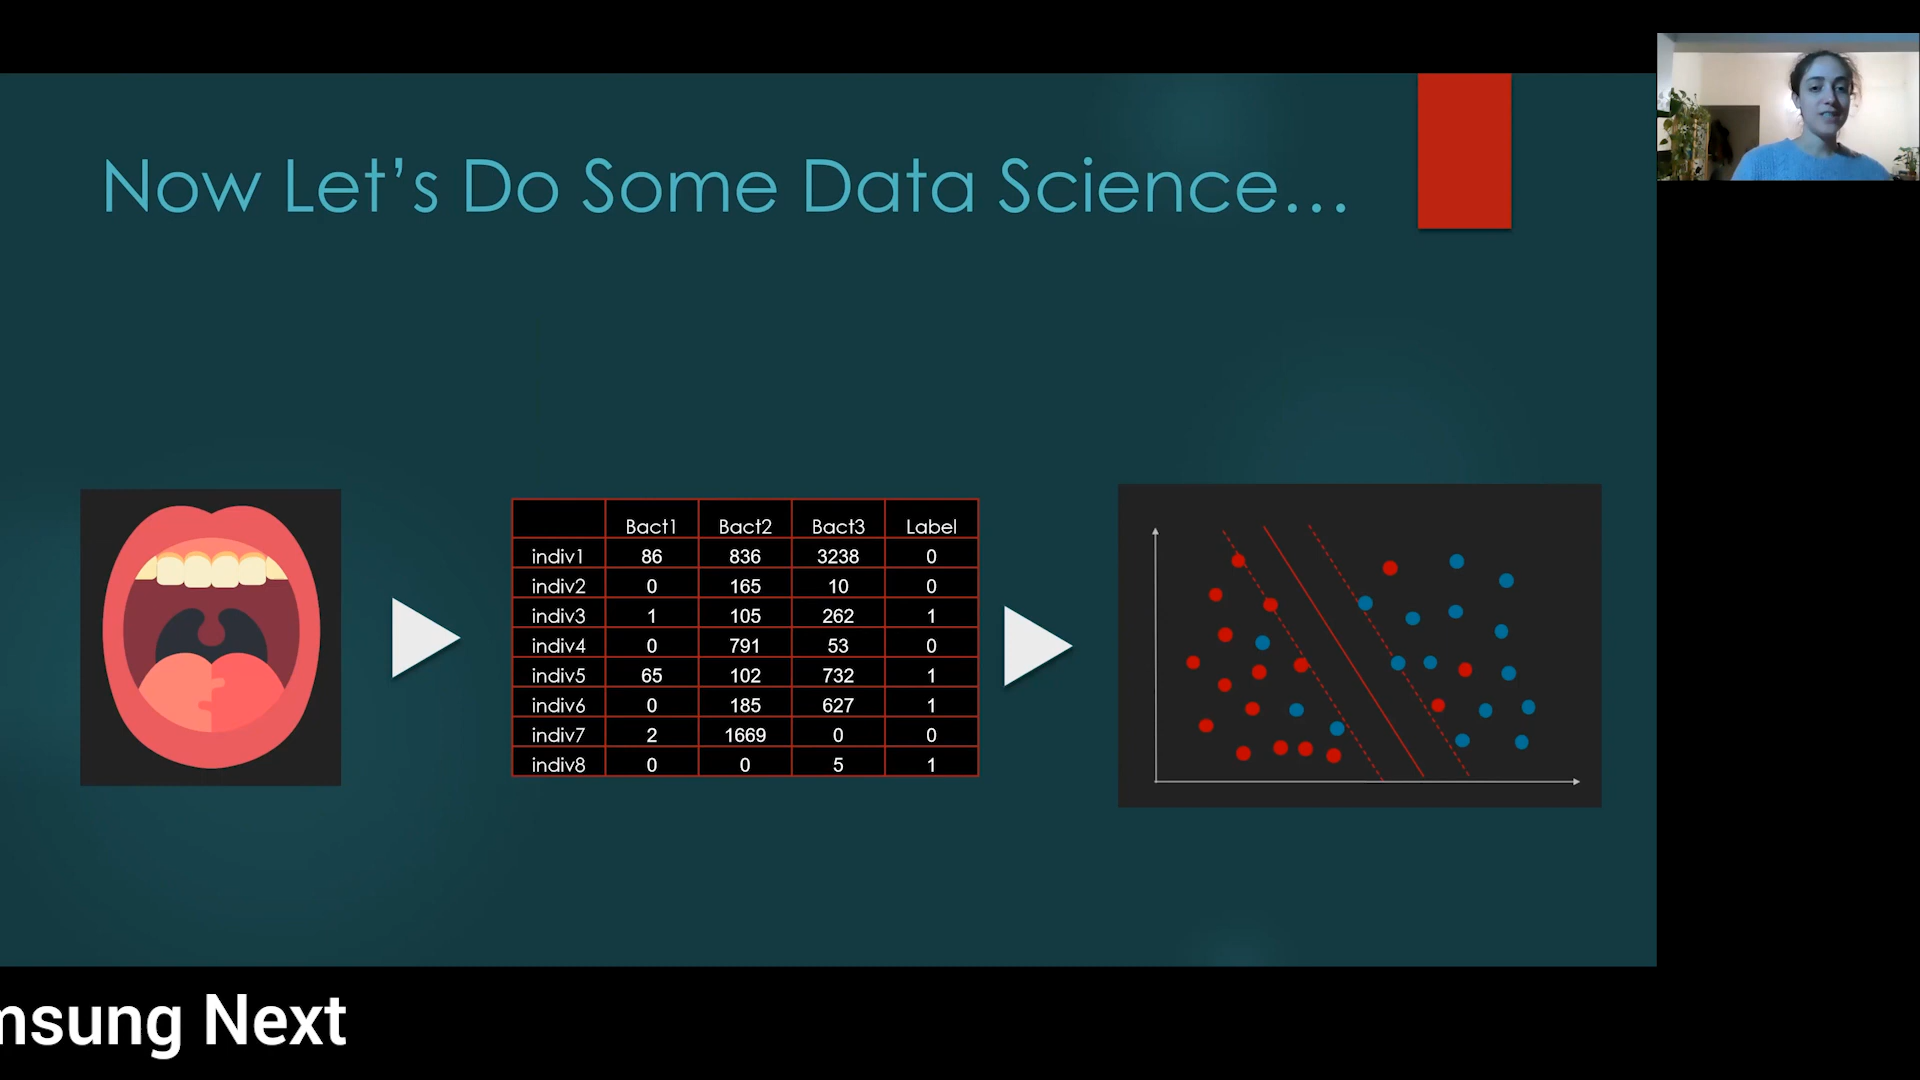 Now Let's Do Some Data Science...
Bact1 Bact2 Bact3 Label
indiv1 86 836 3238 0
indiv2 0 165 10 0
indiv3 1 105 262 1
indiv4 0 791 53 0
indiv5 65 102 732 1
indiv6 0 185 627 1
indiv7 2 1669 0 0
indiv8 0 0 5 1
msung Next